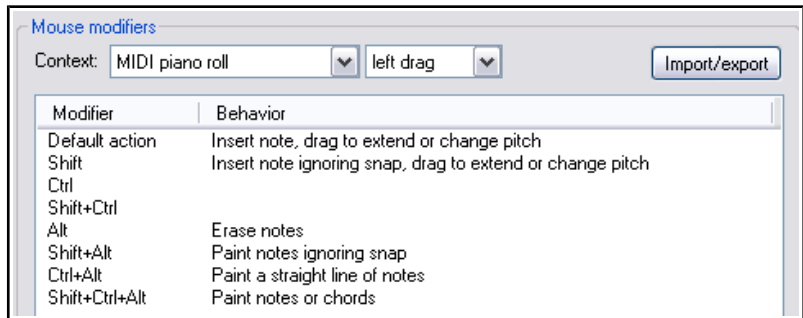 Mouse modifiers
Context: MIDI piano roll left drag Import/export
Modifier Behavior
Default action Insert note, drag to extend or change pitch
Shift Insert note ignoring snap, drag to extend or change pitch
Ctrl
Shift+Ctrl
Alt Erase notes
Shift+Alt Paint notes ignoring snap
Ctrl+Alt Paint a straight line of notes
Shift+Ctrl+Alt Paint notes or chords